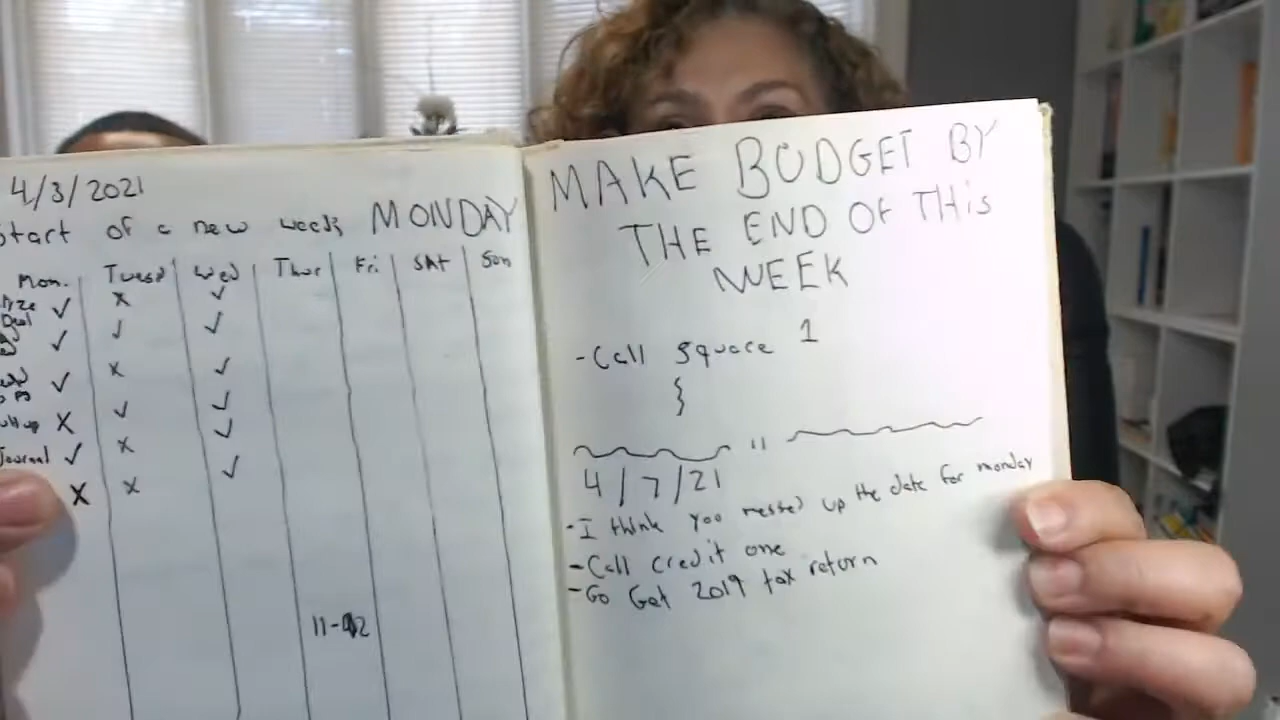 4/3/2021
start of a new week MONDAY
Mon. Tuesd Wed Thur Fri SAt Sun
✓ x ✓
✓ ✓ ✓
✓ x ✓
x ✓ ✓
Journal ✓ x ✓
x x ✓
11-12
MAKE BUDGET BY
THE END OF THis
WEEK
- Call square 1
}
"
4/7/21
- I think you messed up the date for monday
- Call credit one
- Go Get 2019 tax return